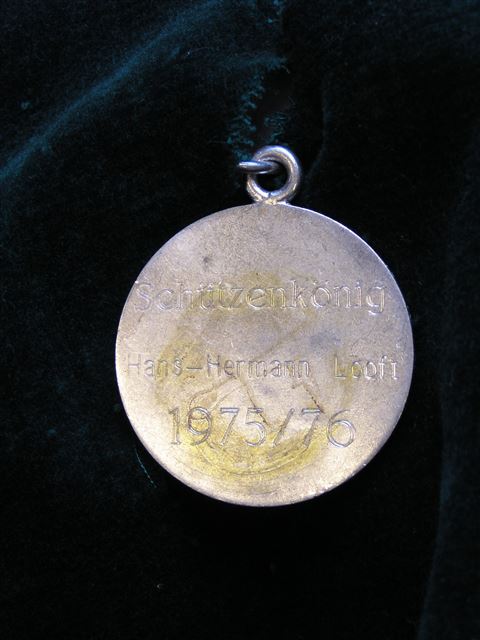 Schützenkönig
Hans-Hermann Looft
1975/76